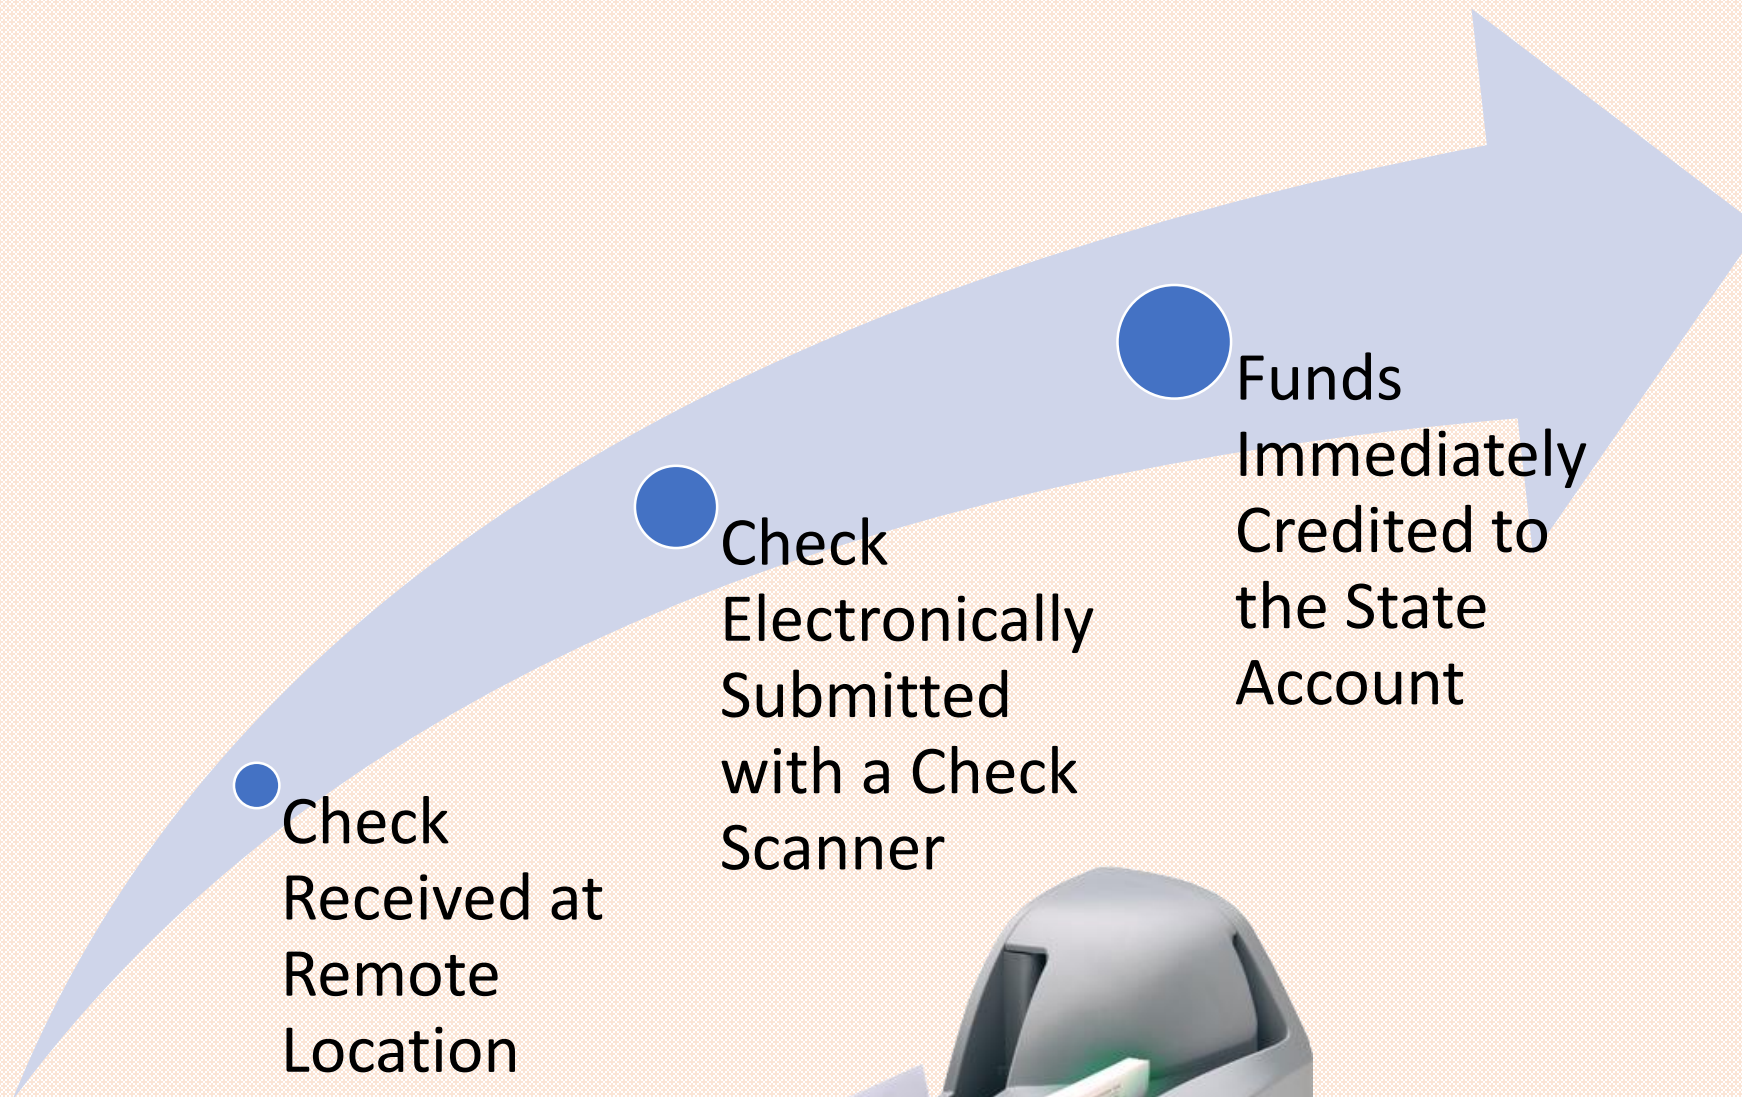 Check
Received at
Remote
Location
Check
Electronically
Submitted
with a Check
Scanner
Funds
Immediately
Credited to
the State
Account